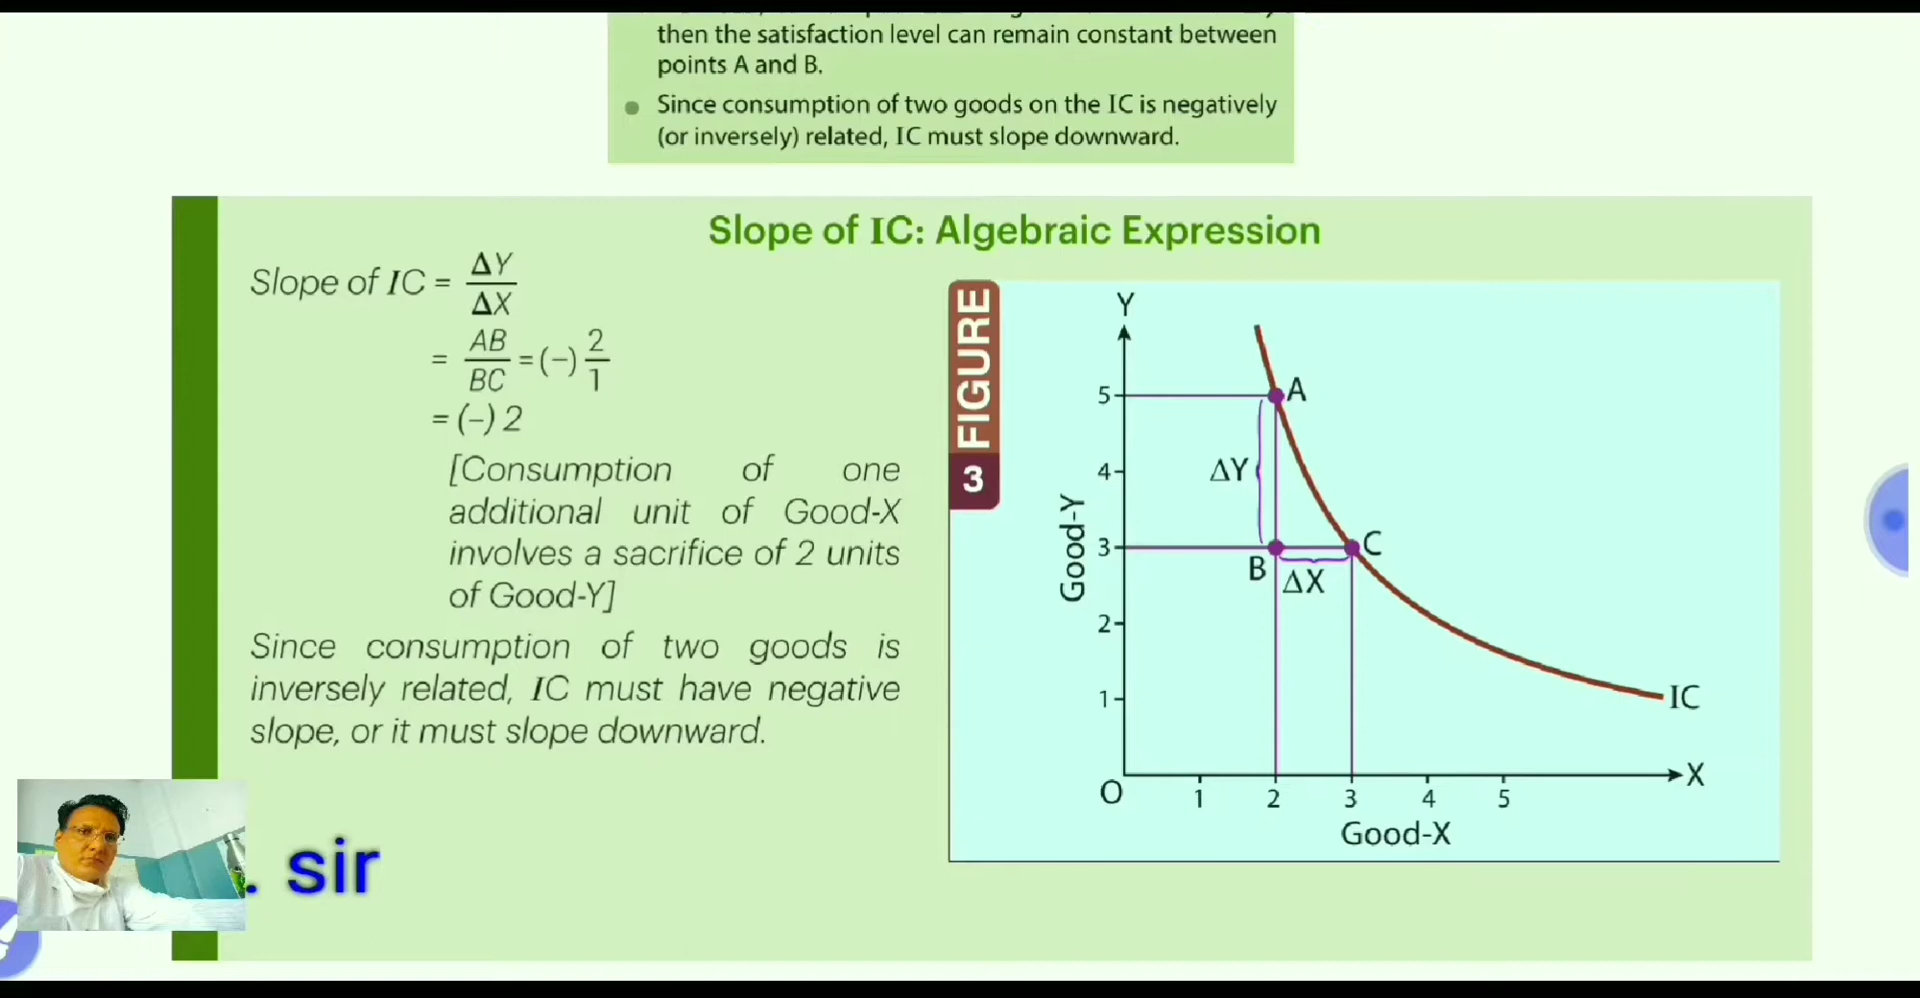 then the satisfaction level can remain constant between
points A and B.
Since consumption of two goods on the IC is negatively
(or inversely) related, IC must slope downward.
Slope of IC: Algebraic Expression
Slope of IC = ΔY/ΔX
= AB/BC = (–) 2/1
= (–) 2
[Consumption of one
additional unit of Good-X
involves a sacrifice of 2 units
of Good-Y]
Since consumption of two goods is
inversely related, IC must have negative
slope, or it must slope downward.
. sir
FIGURE
3
Y
5
A
4
ΔY
3
B
C
ΔX
2
1
IC
Good-Y
O
1 2 3 4 5
X
Good-X